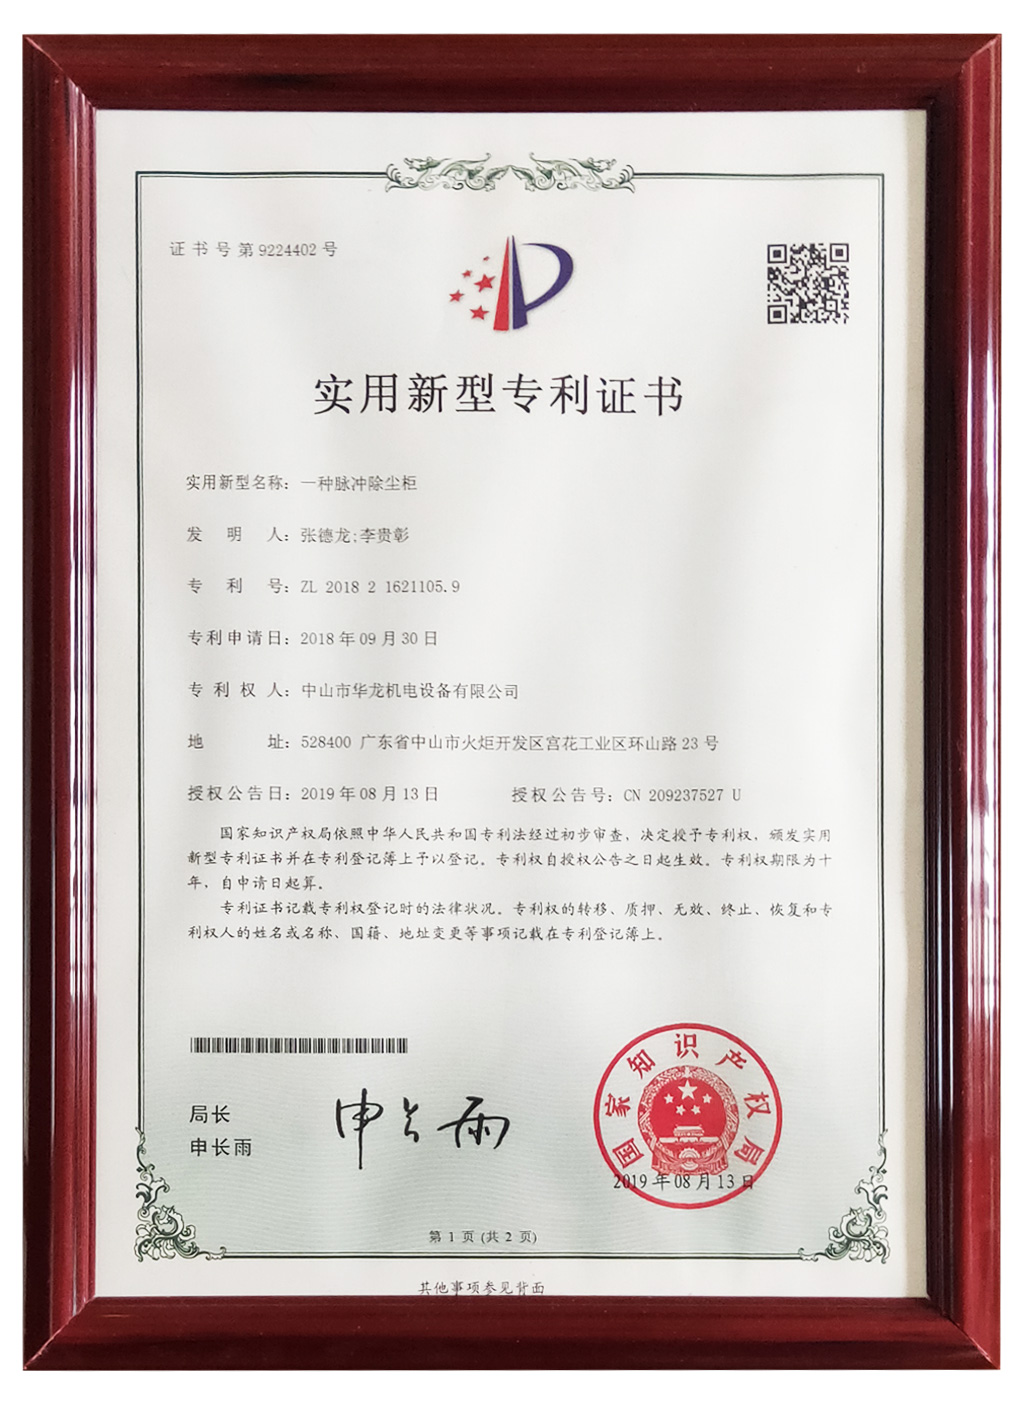 证书号第9224402号
实用新型专利证书
实用新型名称：一种脉冲除尘柜
发明人：张德龙;李贵彰
专利号：ZL 2018 2 1621105.9
专利申请日：2018年09月30日
专利权人：中山市华龙机电设备有限公司
地址：528400 广东省中山市火炬开发区宫花工业区环山路23号
授权公告日：2019年08月13日 授权公告号：CN 209237527 U
国家知识产权局依照中华人民共和国专利法经过初步审查，决定授予专利权，颁发实用
新型专利证书并在专利登记簿上予以登记。专利权自授权公告之日起生效。专利权期限为十
年，自申请日起算。
专利证书记载专利权登记时的法律状况。专利权的转移、质押、无效、终止、恢复和专
利权人的姓名或名称、国籍、地址变更等事项记载在专利登记簿上。
局长
申长雨
申长雨
国家知识产权局
2019年08月13日
第 1 页 (共 2 页)
其他事项参见背面